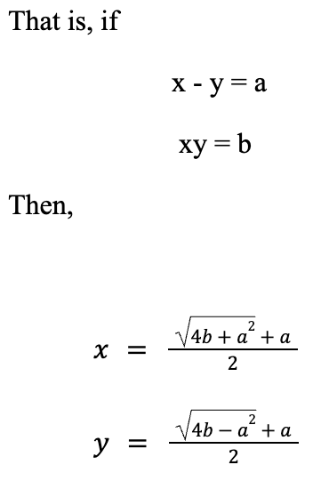 That is, if
x - y = a
xy = b
Then,
x = (√(4b + a²) + a)/2
y = (√(4b − a²) + a)/2